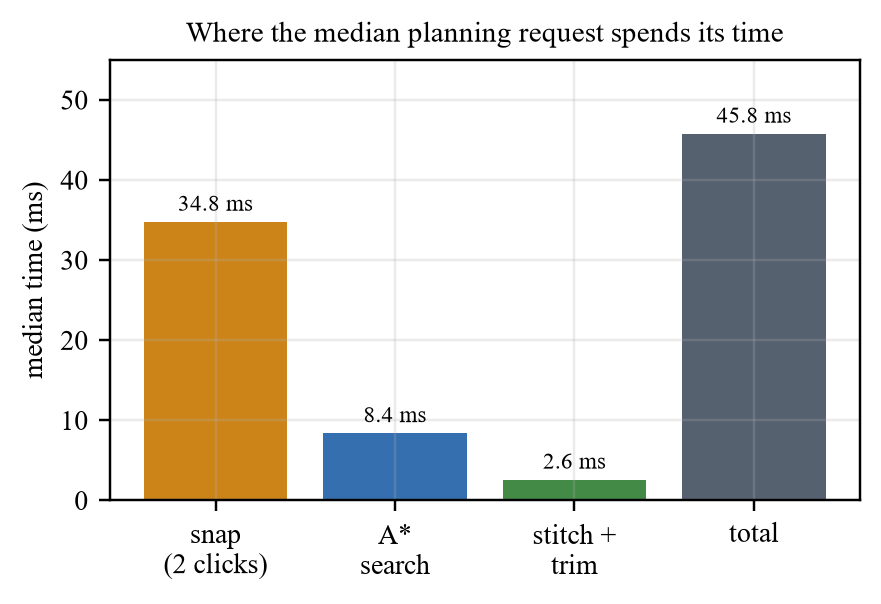 Where the median planning request spends its time
median time (ms)
50
40
30
20
10
0
34.8 ms
8.4 ms
2.6 ms
45.8 ms
snap
(2 clicks)
A*
search
stitch +
trim
total